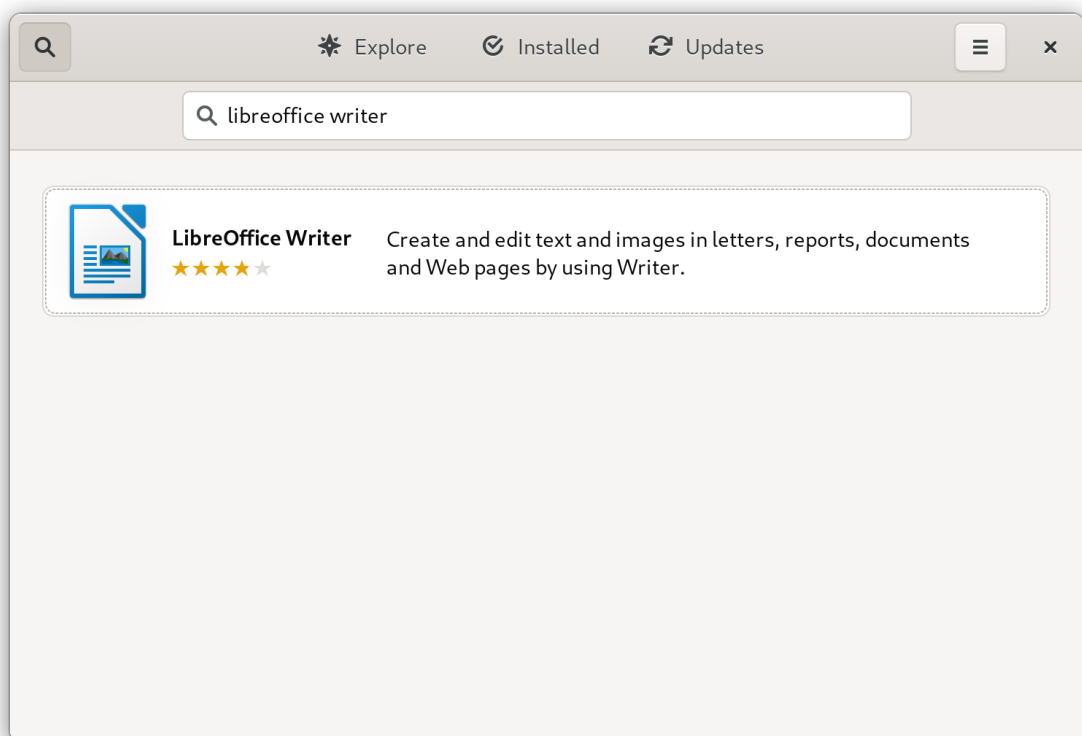 Explore Installed Updates
libreoffice writer
LibreOffice Writer
Create and edit text and images in letters, reports, documents
and Web pages by using Writer.